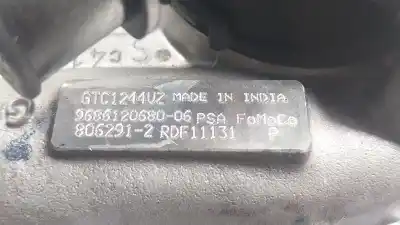 GTC1244VZ MADE IN INDIA
9686120680-06 PSA FoMoCo
806291-2 RDF11131 P